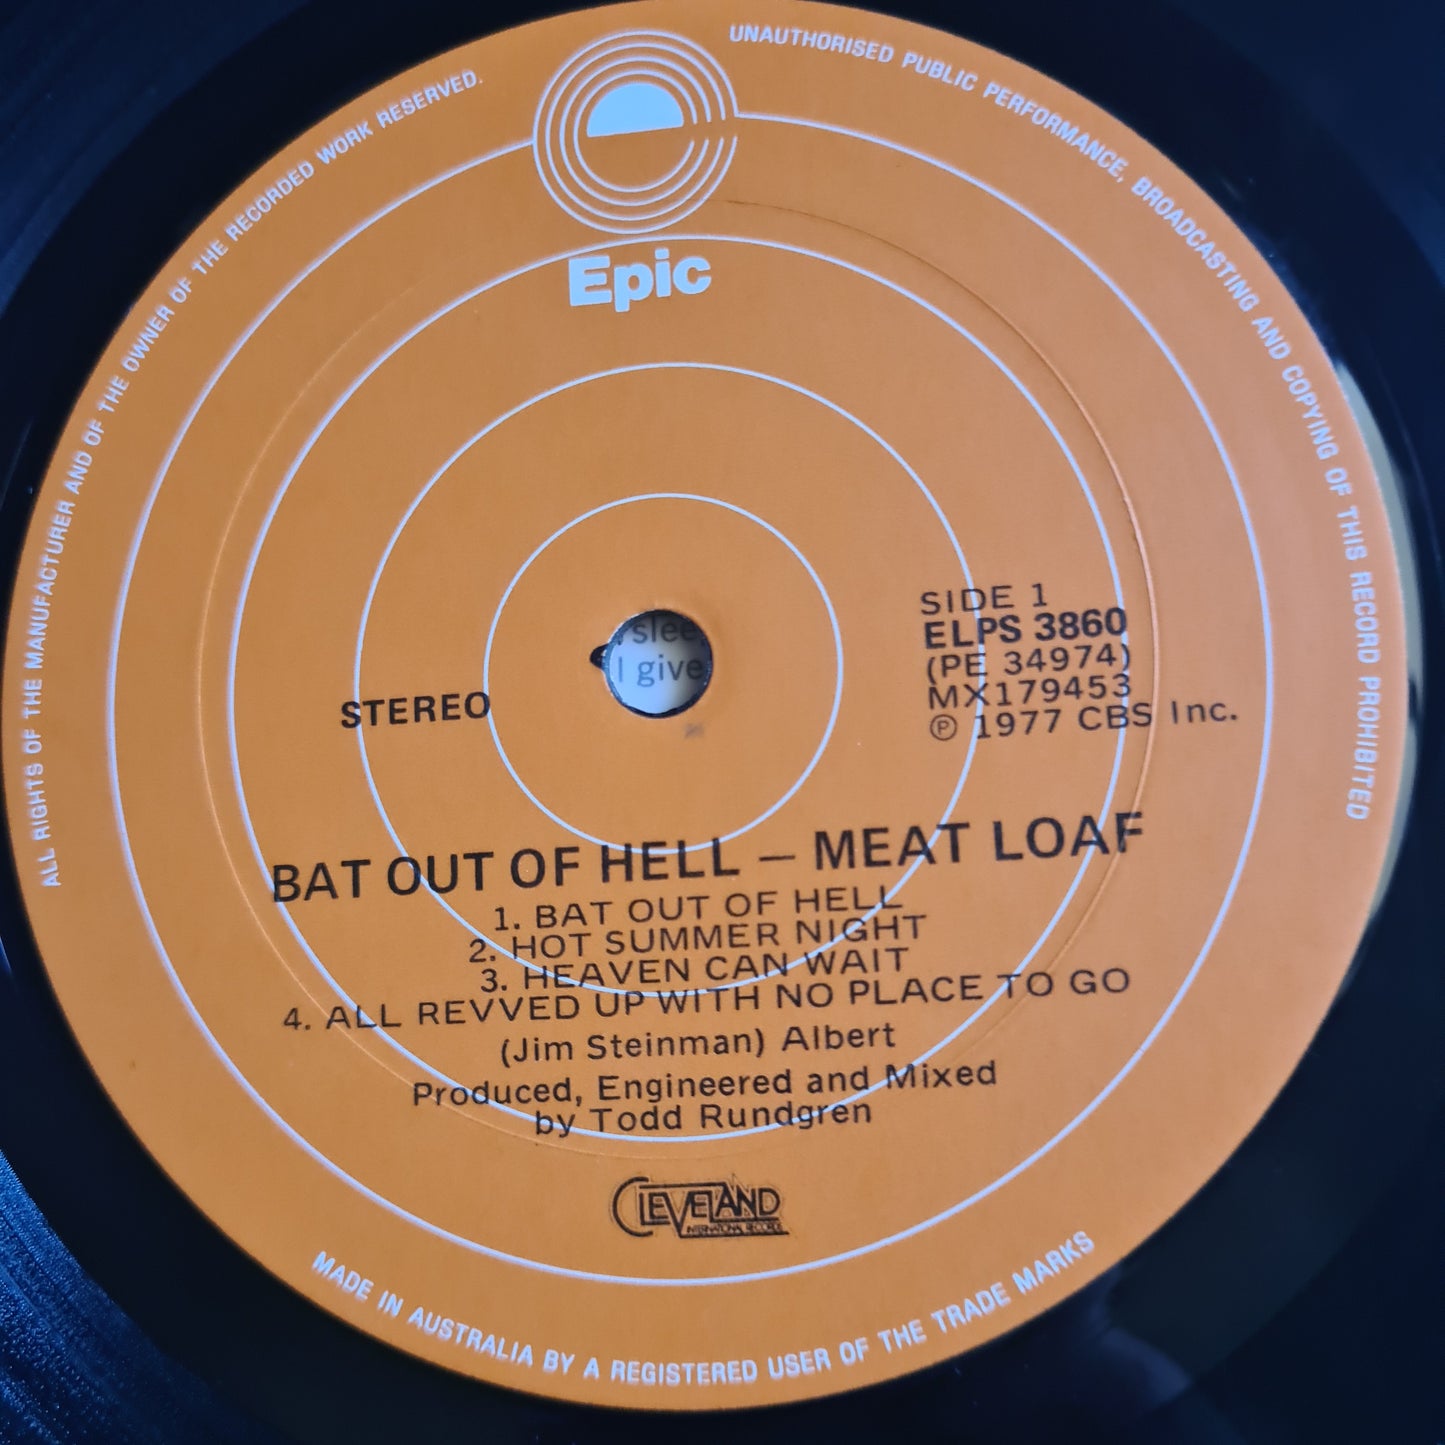 ALL RIGHTS OF THE MANUFACTURER AND OF THE OWNER OF THE RECORDED WORK RESERVED.
UNAUTHORISED PUBLIC PERFORMANCE, BROADCASTING AND COPYING OF THIS RECORD PROHIBITED
Epic
slee
I give
STEREO
SIDE 1
ELPS 3860
(PE 34974)
MX179453
℗ 1977 CBS Inc.
BAT OUT OF HELL — MEAT LOAF
1. BAT OUT OF HELL
2. HOT SUMMER NIGHT
3. HEAVEN CAN WAIT
4. ALL REVVED UP WITH NO PLACE TO GO
(Jim Steinman) Albert
Produced, Engineered and Mixed
by Todd Rundgren
CLEVELAND
INTERNATIONAL RECORDS
MADE IN AUSTRALIA BY A REGISTERED USER OF THE TRADE MARKS